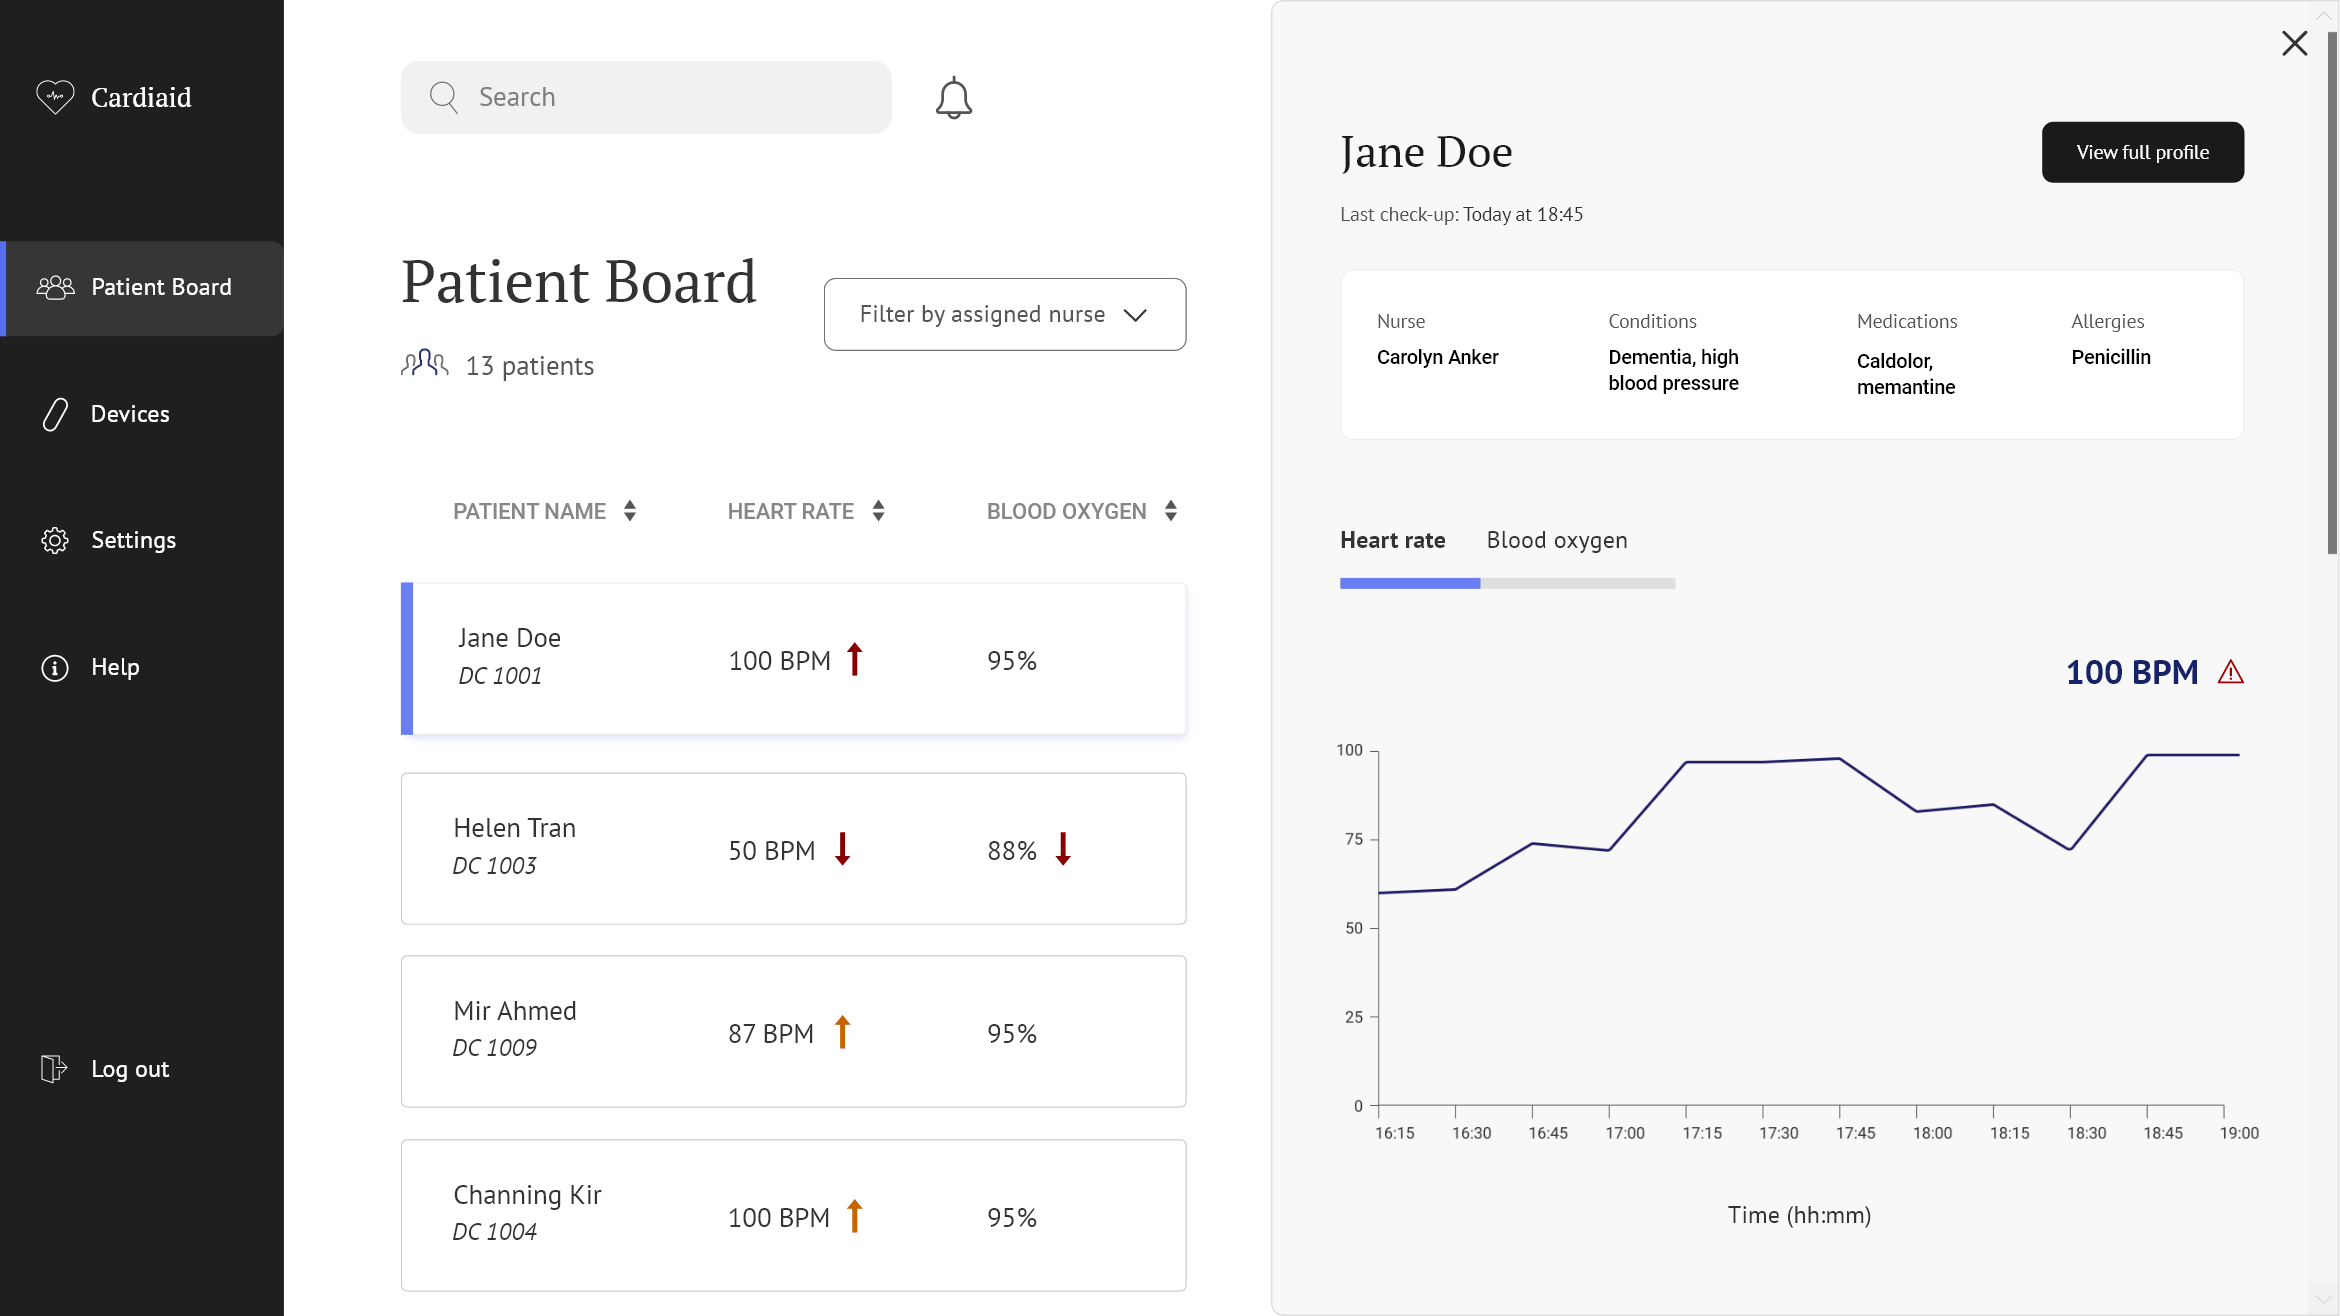 Cardiaid
Patient Board
Devices
Settings
Help
Log out
Search
Patient Board
Filter by assigned nurse
13 patients
PATIENT NAME HEART RATE BLOOD OXYGEN
Jane Doe
DC 1001
100 BPM 95%
Helen Tran
DC 1003
50 BPM 88%
Mir Ahmed
DC 1009
87 BPM 95%
Channing Kir
DC 1004
100 BPM 95%
Jane Doe
View full profile
Last check-up: Today at 18:45
Nurse
Carolyn Anker
Conditions
Dementia, high
blood pressure
Medications
Caldolor,
memantine
Allergies
Penicillin
Heart rate Blood oxygen
100 BPM
100
75
50
25
0
16:15 16:30 16:45 17:00 17:15 17:30 17:45 18:00 18:15 18:30 18:45 19:00
Time (hh:mm)